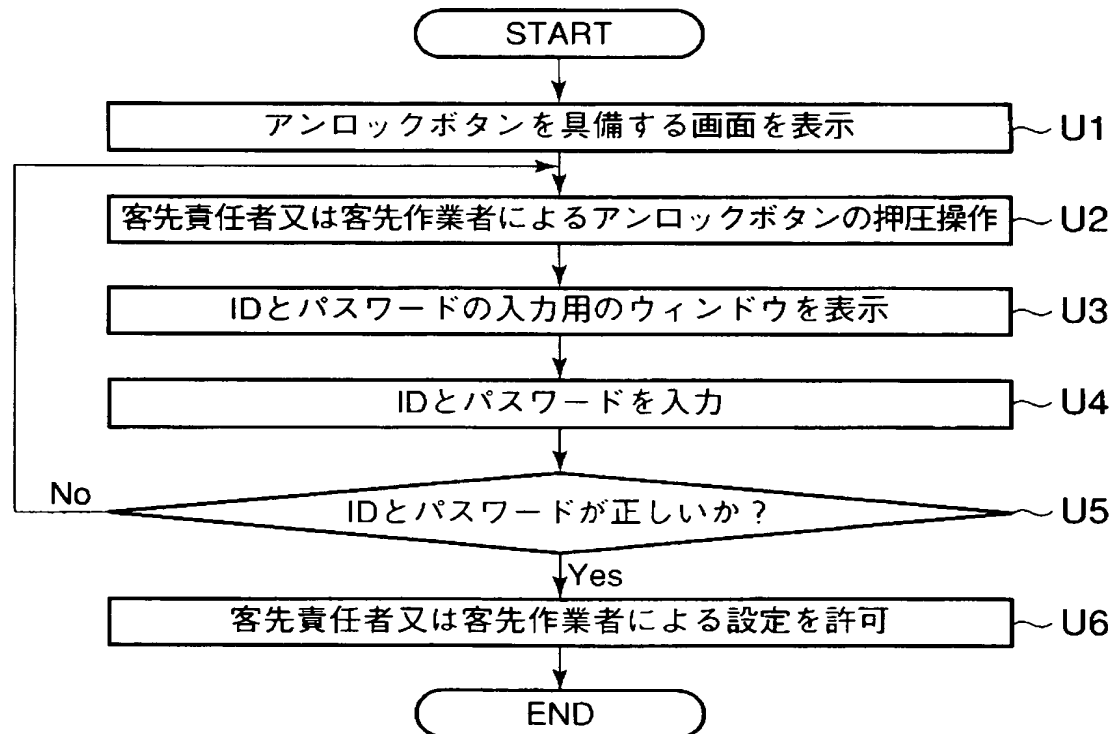 START
アンロックボタンを具備する画面を表示 U1
客先責任者又は客先作業者によるアンロックボタンの押圧操作 U2
IDとパスワードの入力用のウィンドウを表示 U3
IDとパスワードを入力 U4
No
IDとパスワードが正しいか? U5
Yes
客先責任者又は客先作業者による設定を許可 U6
END